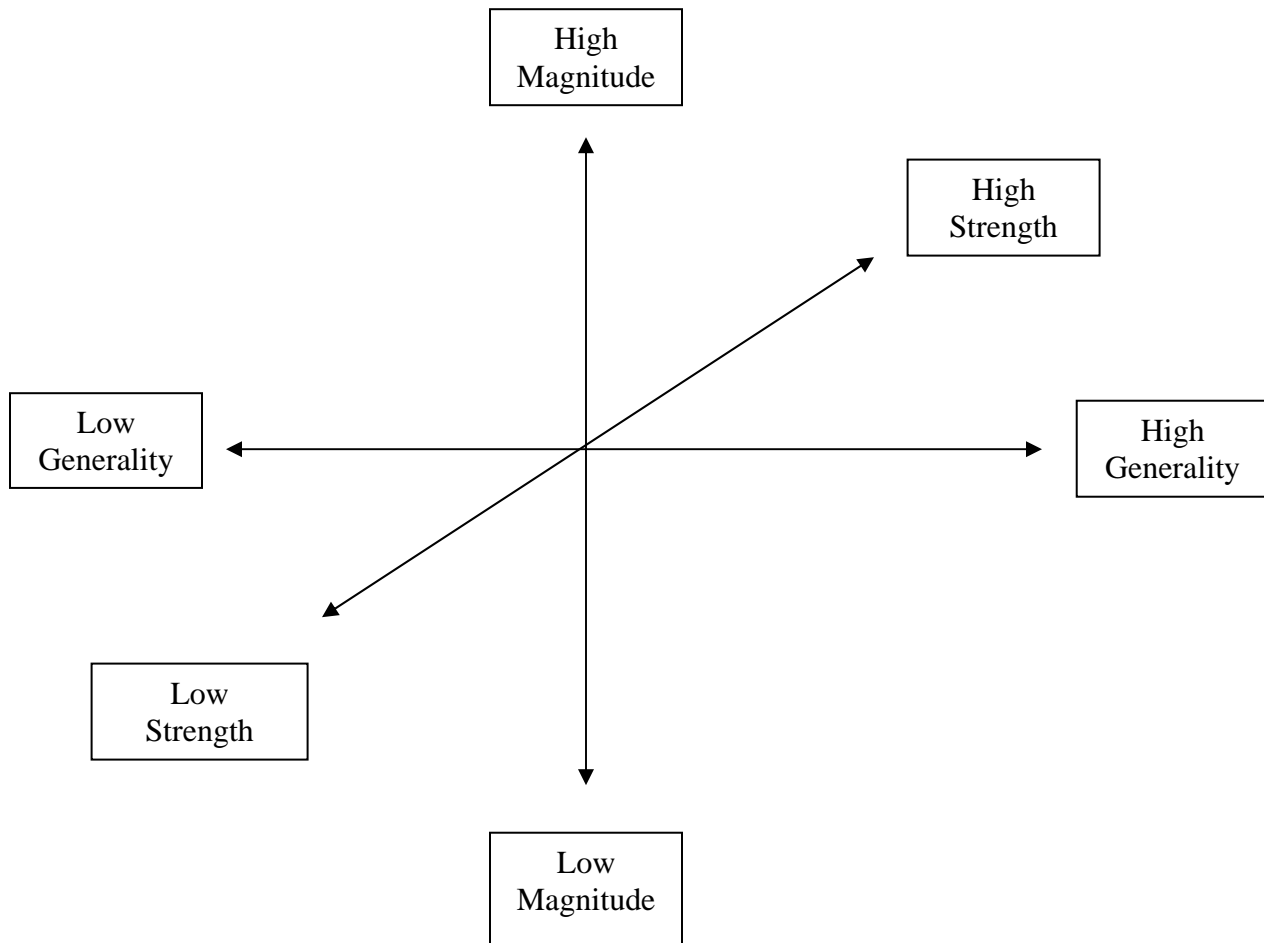 High
Magnitude
High
Strength
Low
Generality
High
Generality
Low
Strength
Low
Magnitude